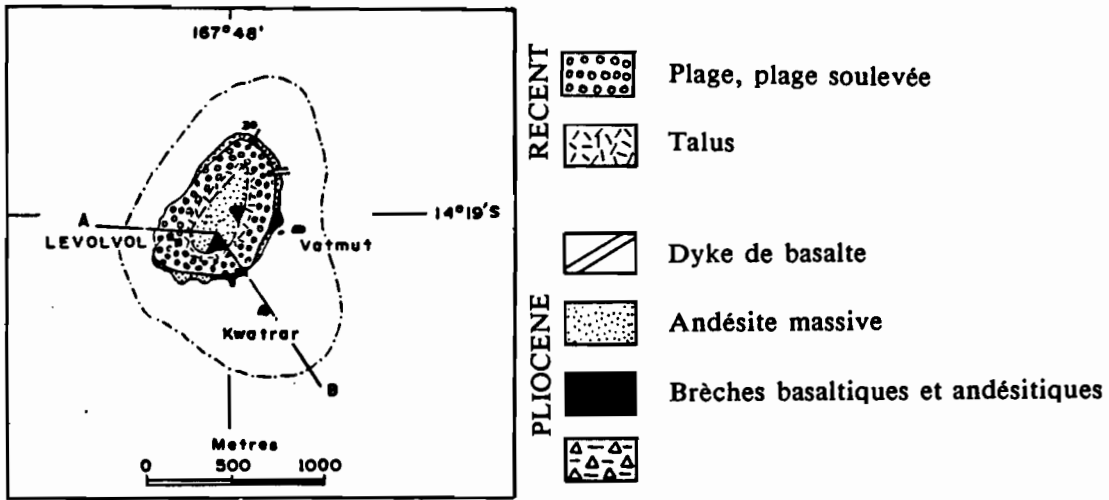 167°48'
30
A
LEVOLVOL
14°19'S
Vatmut
Kwatrar
B
Metres
0 500 1000
RECENT
Plage, plage soulevée
Talus
PLIOCENE
Dyke de basalte
Andésite massive
Brèches basaltiques et andésitiques